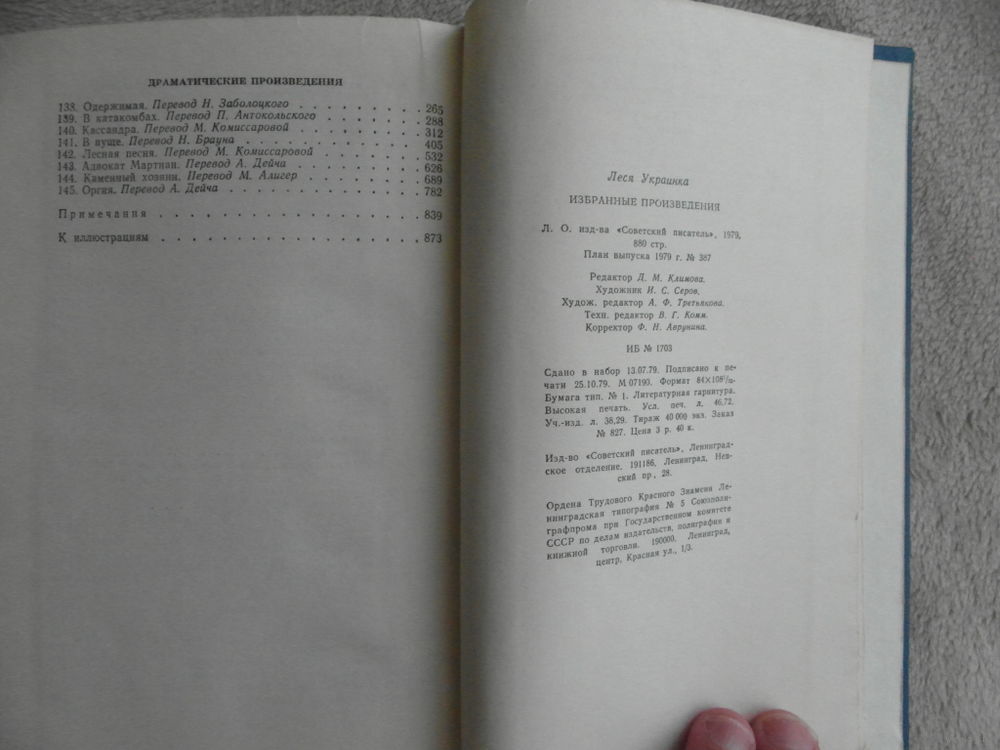 ДРАМАТИЧЕСКИЕ ПРОИЗВЕДЕНИЯ
138. Одержимая. Перевод Н. Заболоцкого . . . . . . . . . 265
139. В катакомбах. Перевод П. Антокольского . . . . . . . 288
140. Кассандра. Перевод М. Комиссаровой . . . . . . . . . 312
141. В пуще. Перевод Н. Брауна . . . . . . . . . . . . . 405
142. Лесная песня. Перевод М. Комиссаровой . . . . . . . 532
143. Адвокат Мартиан. Перевод А. Дейча . . . . . . . . . 626
144. Каменный хозяин. Перевод М. Алигер . . . . . . . . . 689
145. Оргия. Перевод А. Дейча . . . . . . . . . . . . . . 782
Примечания . . . . . . . . . . . . . . . . . . . 839
К иллюстрациям . . . . . . . . . . . . . . . . . . 873
Леся Украинка
ИЗБРАННЫЕ ПРОИЗВЕДЕНИЯ
Л. О. изд-ва «Советский писатель», 1979,
880 стр.
План выпуска 1979 г. № 387
Редактор Д. М. Климова.
Художник И. С. Серов.
Худож. редактор А. Ф. Третьякова.
Техн. редактор В. Г. Комм.
Корректор Ф. Н. Аврунина.
ИБ № 1703
Сдано в набор 13.07.79. Подписано к пе-
чати 25.10.79. М 07193. Формат 84×108¹/₃₂.
Бумага тип. № 1. Литературная гарнитура.
Высокая печать. Усл. печ. л. 46,72.
Уч.-изд. л. 38,29. Тираж 40 000 экз. Заказ
№ 827. Цена 3 р. 40 к.
Изд-во «Советский писатель», Ленинград-
ское отделение. 191186, Ленинград, Нев-
ский пр., 28.
Ордена Трудового Красного Знамени Ле-
нинградская типография № 5 Союзполи-
графпрома при Государственном комитете
СССР по делам издательств, полиграфии и
книжной торговли. 190000, Ленинград,
центр, Красная ул., 1/3.